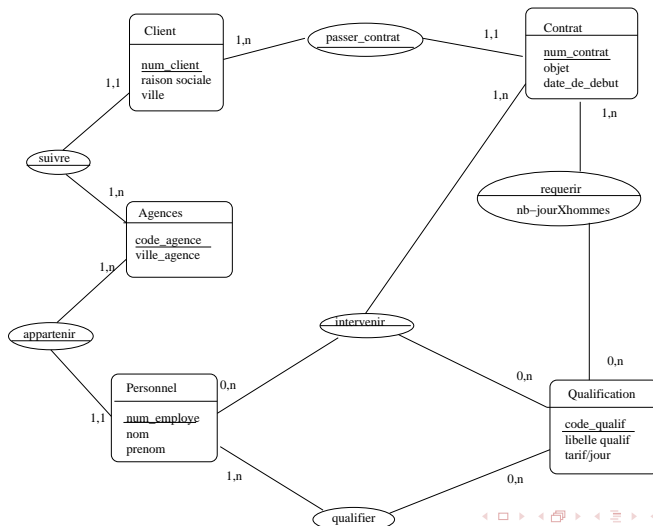 Client
num_client
raison sociale
ville
1,n
passer_contrat
1,1
Contrat
num_contrat
objet
date_de_debut
1,1
1,n
1,n
suivre
1,n
requerir
nb-jourXhommes
Agences
code_agence
ville_agence
1,n
appartenir
intervenir
Personnel
num_employe
nom
prenom
0,n
1,1
0,n
0,n
Qualification
code_qualif
libelle qualif
tarif/jour
1,n
0,n
qualifier